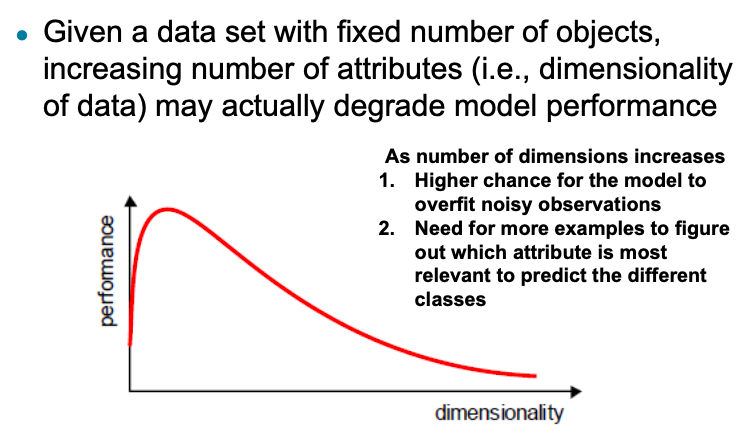 • Given a data set with fixed number of objects,
increasing number of attributes (i.e., dimensionality
of data) may actually degrade model performance
As number of dimensions increases
1. Higher chance for the model to
overfit noisy observations
2. Need for more examples to figure
out which attribute is most
relevant to predict the different
classes
performance
dimensionality